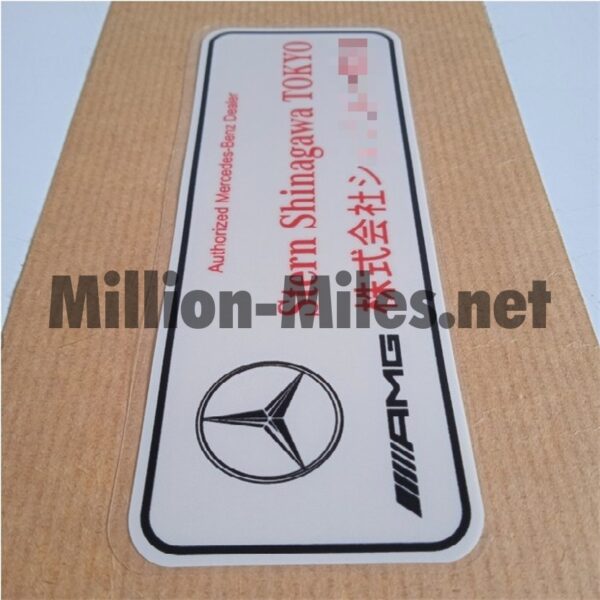 Authorized Mercedes-Benz Dealer
Stern Shinagawa TOKYO
株式会社シ
AMG
Million-Miles.net